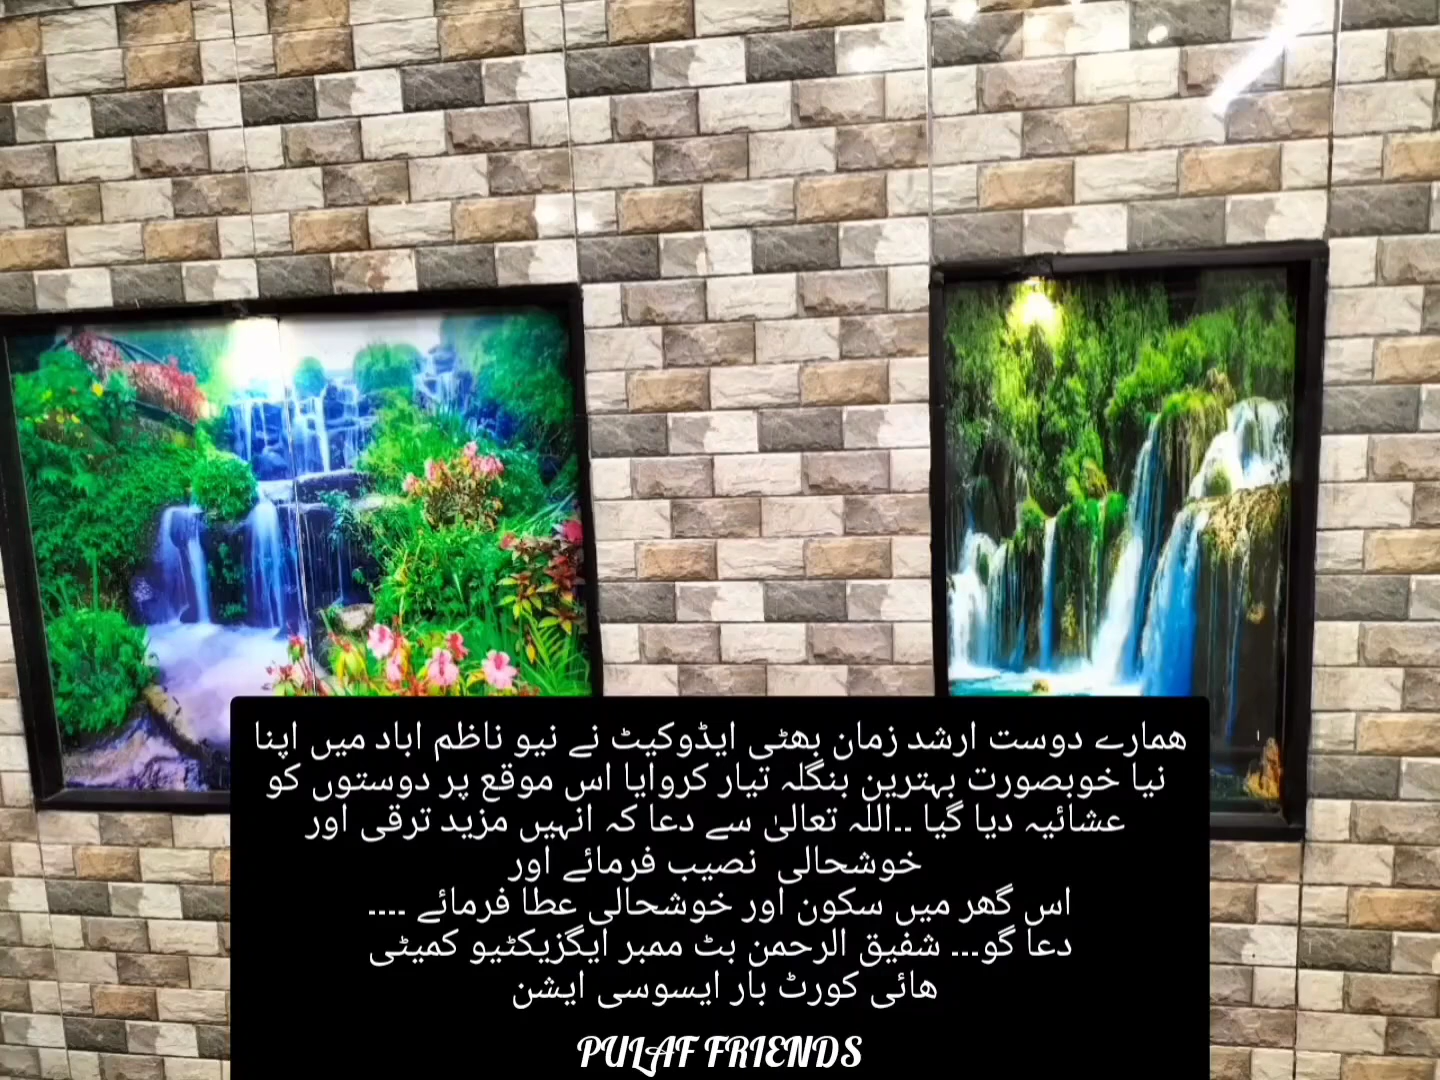 ھمارے دوست ارشد زمان بھٹی ایڈوکیٹ نے نیو ناظم اباد میں اپنا
نیا خوبصورت بہترین بنگلہ تیار کروایا اس موقع پر دوستوں کو
عشائیہ دیا گیا ..اللہ تعالیٰ سے دعا کہ انہیں مزید ترقی اور
خوشحالی نصیب فرمائے اور
اس گھر میں سکون اور خوشحالی عطا فرمائے ....
دعا گو... شفیق الرحمن بٹ ممبر ایگزیکٹیو کمیٹی
ھائی کورٹ بار ایسوسی ایشن
PULAF FRIENDS